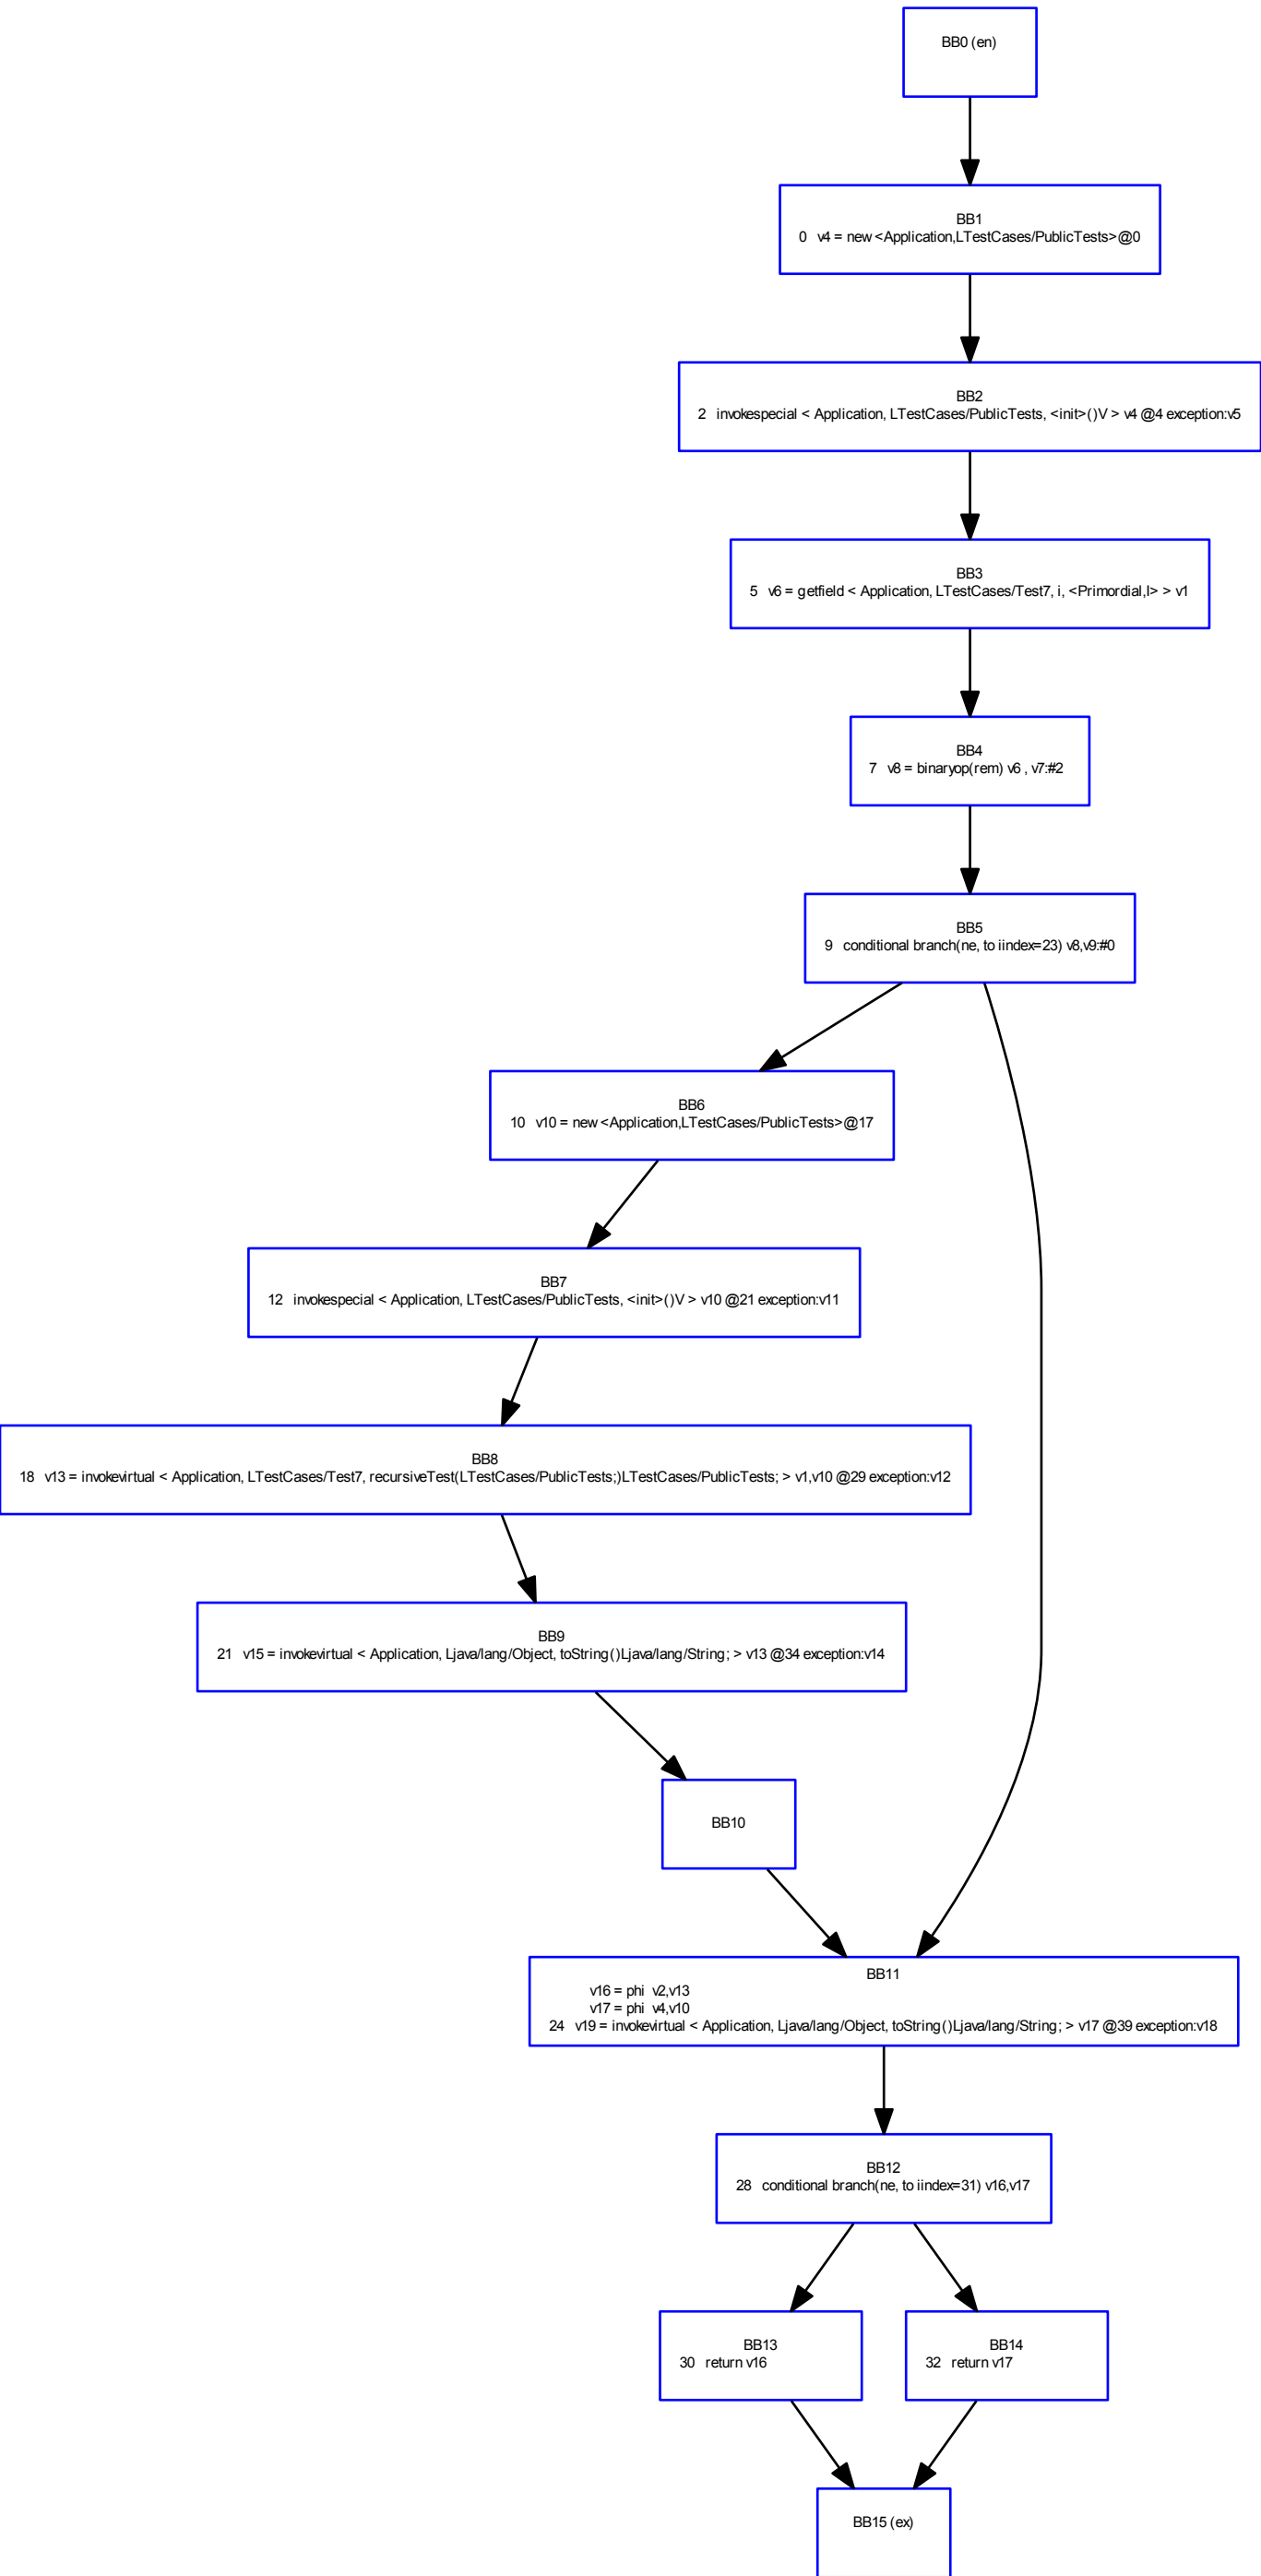 BB0 (en)
BB1
0 v4 = new <Application,LTestCases/PublicTests>@0
BB2
2 invokespecial < Application, LTestCases/PublicTests, <init>()V > v4 @4 exception:v5
BB3
5 v6 = getfield < Application, LTestCases/Test7, i, <Primordial,I> > v1
BB4
7 v8 = binaryop(rem) v6 , v7:#2
BB5
9 conditional branch(ne, to iindex=23) v8,v9:#0
BB6
10 v10 = new <Application,LTestCases/PublicTests>@17
BB7
12 invokespecial < Application, LTestCases/PublicTests, <init>()V > v10 @21 exception:v11
BB8
18 v13 = invokevirtual < Application, LTestCases/Test7, recursiveTest(LTestCases/PublicTests;)LTestCases/PublicTests; > v1,v10 @29 exception:v12
BB9
21 v15 = invokevirtual < Application, Ljava/lang/Object, toString()Ljava/lang/String; > v13 @34 exception:v14
BB10
BB11
v16 = phi v2,v13
v17 = phi v4,v10
24 v19 = invokevirtual < Application, Ljava/lang/Object, toString()Ljava/lang/String; > v17 @39 exception:v18
BB12
28 conditional branch(ne, to iindex=31) v16,v17
BB13
30 return v16
BB14
32 return v17
BB15 (ex)